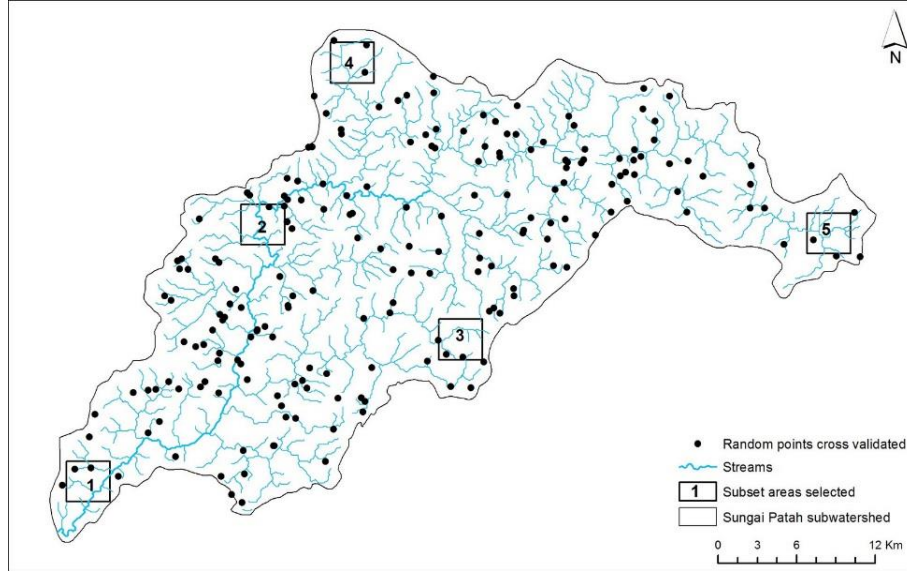 N
4
2
5
3
1
Random points cross validated
Streams
1 Subset areas selected
Sungai Patah subwatershed
0 3 6 12 Km